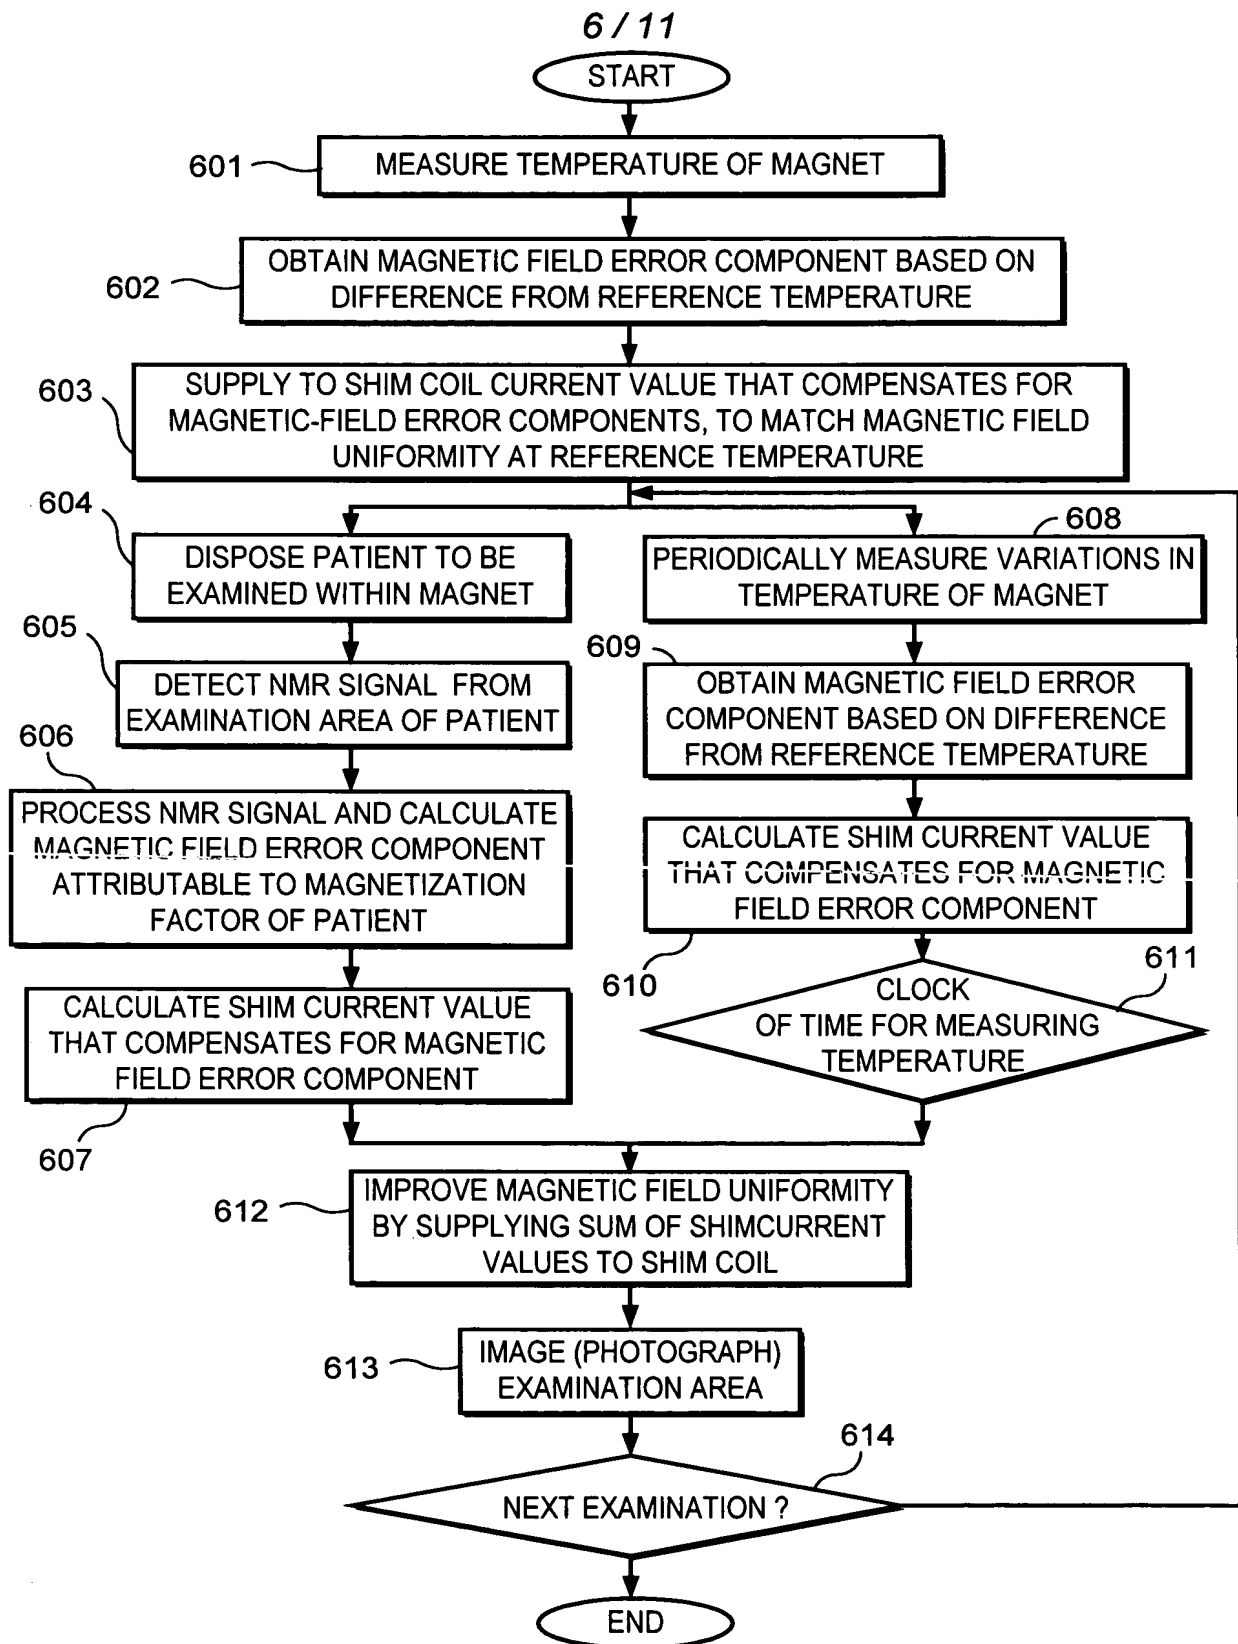 6 / 11
START
601
MEASURE TEMPERATURE OF MAGNET
602
OBTAIN MAGNETIC FIELD ERROR COMPONENT BASED ON
DIFFERENCE FROM REFERENCE TEMPERATURE
603
SUPPLY TO SHIM COIL CURRENT VALUE THAT COMPENSATES FOR
MAGNETIC-FIELD ERROR COMPONENTS, TO MATCH MAGNETIC FIELD
UNIFORMITY AT REFERENCE TEMPERATURE
604
DISPOSE PATIENT TO BE
EXAMINED WITHIN MAGNET
605
DETECT NMR SIGNAL FROM
EXAMINATION AREA OF PATIENT
606
PROCESS NMR SIGNAL AND CALCULATE
MAGNETIC FIELD ERROR COMPONENT
ATTRIBUTABLE TO MAGNETIZATION
FACTOR OF PATIENT
CALCULATE SHIM CURRENT VALUE
THAT COMPENSATES FOR MAGNETIC
FIELD ERROR COMPONENT
607
608
PERIODICALLY MEASURE VARIATIONS IN
TEMPERATURE OF MAGNET
609
OBTAIN MAGNETIC FIELD ERROR
COMPONENT BASED ON DIFFERENCE
FROM REFERENCE TEMPERATURE
CALCULATE SHIM CURRENT VALUE
THAT COMPENSATES FOR MAGNETIC
FIELD ERROR COMPONENT
610
611
CLOCK
OF TIME FOR MEASURING
TEMPERATURE
612
IMPROVE MAGNETIC FIELD UNIFORMITY
BY SUPPLYING SUM OF SHIMCURRENT
VALUES TO SHIM COIL
613
IMAGE (PHOTOGRAPH)
EXAMINATION AREA
614
NEXT EXAMINATION ?
END